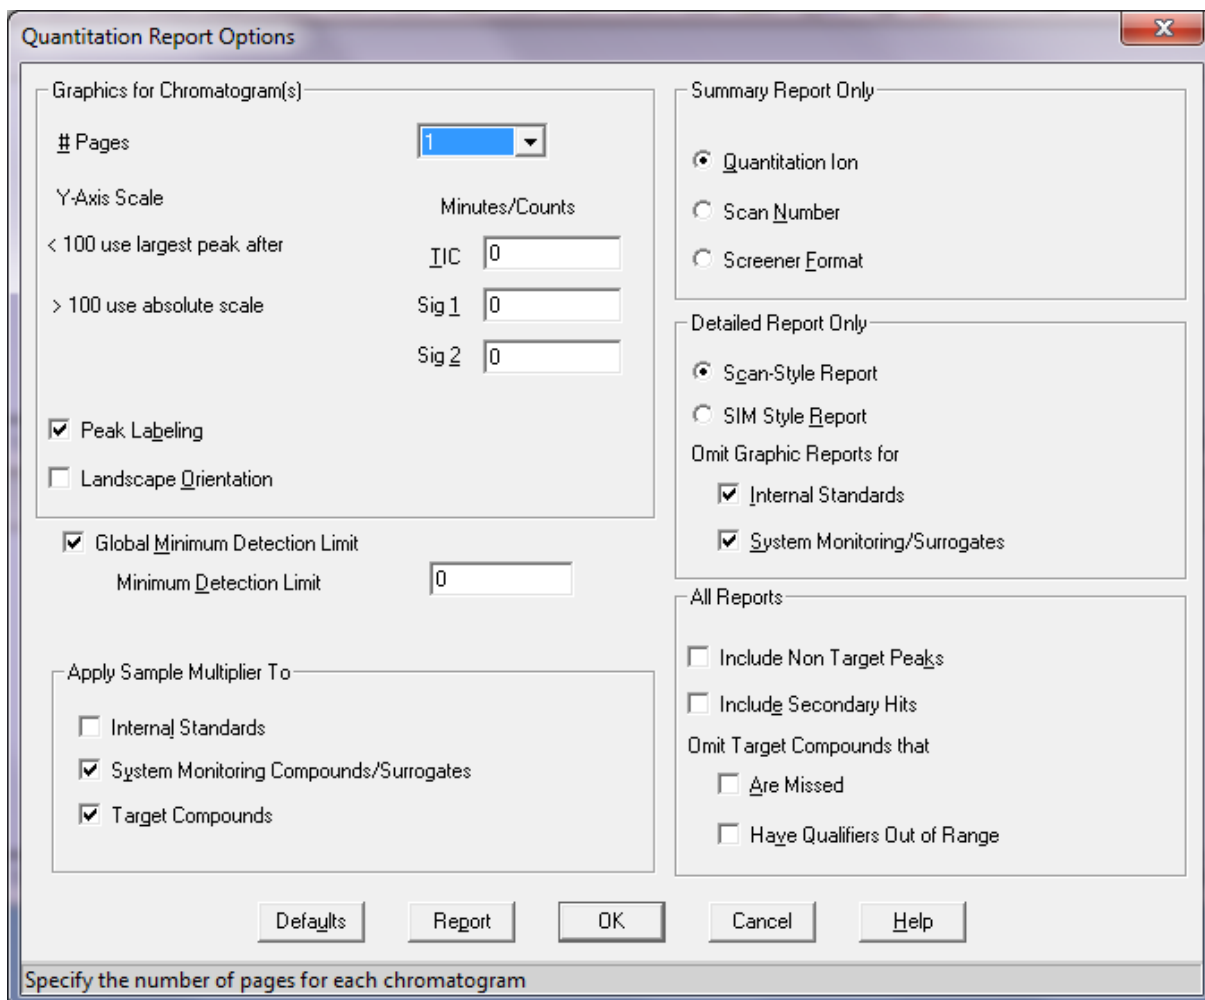 Quantitation Report Options
Graphics for Chromatogram(s)
# Pages
1
Y-Axis Scale
Minutes/Counts
< 100 use largest peak after
TIC
0
> 100 use absolute scale
Sig 1
0
Sig 2
0
Peak Labeling
Landscape Orientation
Global Minimum Detection Limit
Minimum Detection Limit
0
Apply Sample Multiplier To
Internal Standards
System Monitoring Compounds/Surrogates
Target Compounds
Summary Report Only
Quantitation Ion
Scan Number
Screener Format
Detailed Report Only
Scan-Style Report
SIM Style Report
Omit Graphic Reports for
Internal Standards
System Monitoring/Surrogates
All Reports
Include Non Target Peaks
Include Secondary Hits
Omit Target Compounds that
Are Missed
Have Qualifiers Out of Range
Defaults
Report
OK
Cancel
Help
Specify the number of pages for each chromatogram